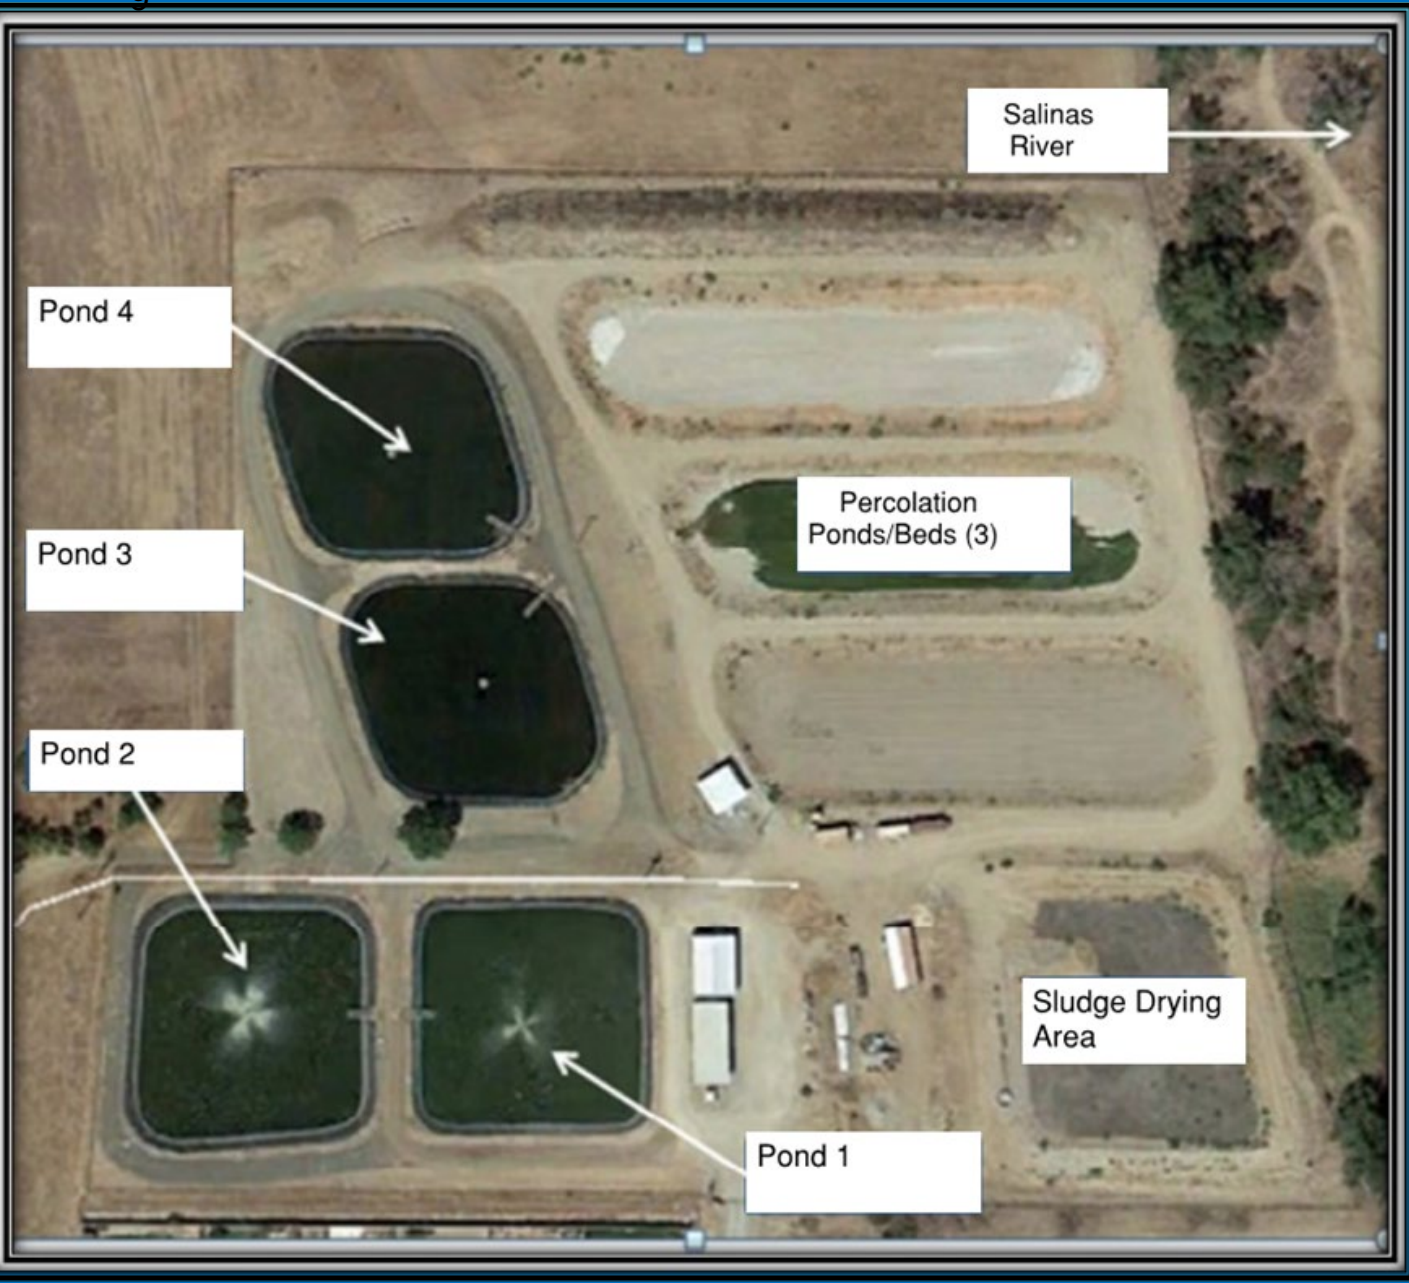 Salinas
River
Pond 4
Percolation
Ponds/Beds (3)
Pond 3
Pond 2
Sludge Drying
Area
Pond 1